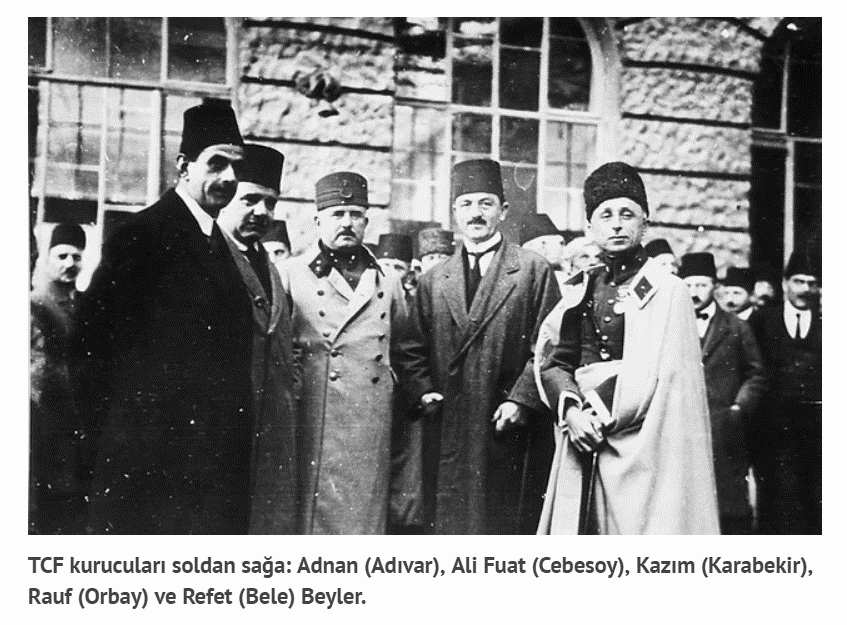 TCF kurucuları soldan sağa: Adnan (Adıvar), Ali Fuat (Cebesoy), Kazım (Karabekir),
Rauf (Orbay) ve Refet (Bele) Beyler.